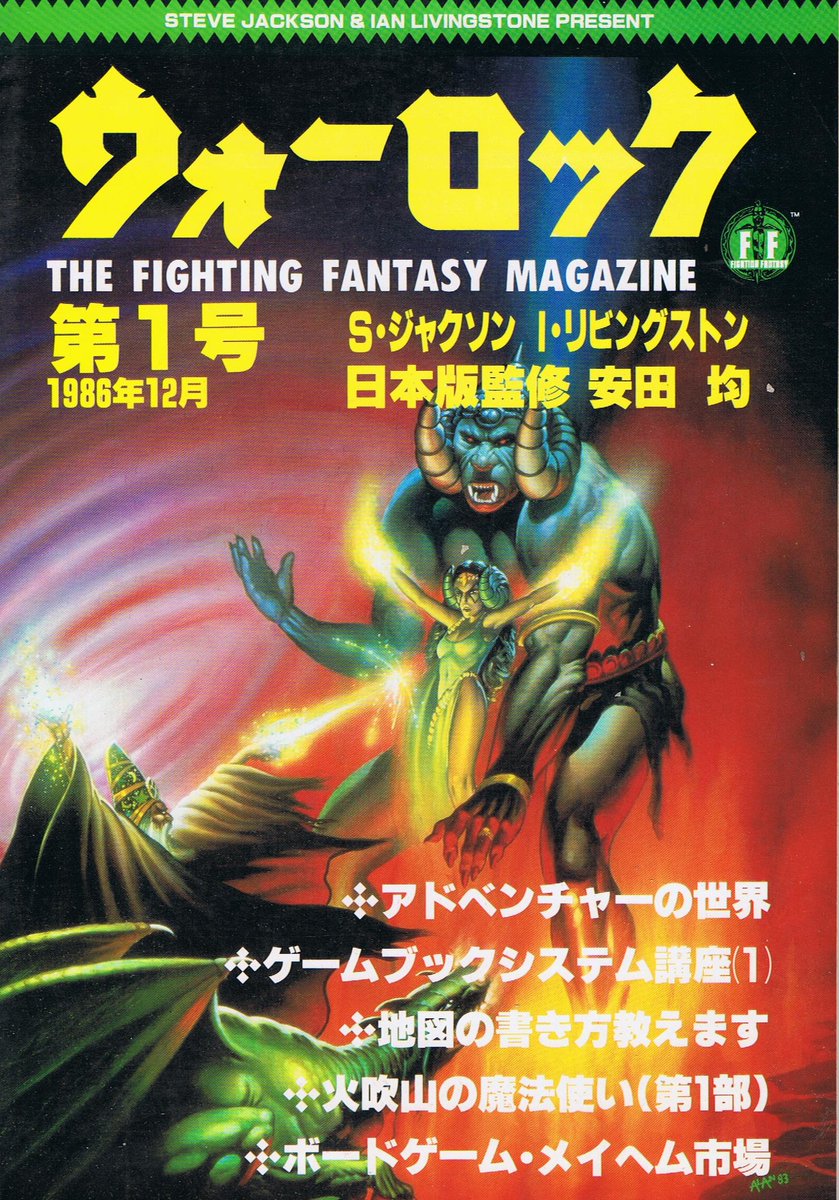 STEVE JACKSON & IAN LIVINGSTONE PRESENT
ウォーロック
™
F F
FIGHTING FANTASY
THE FIGHTING FANTASY MAGAZINE
第1号
1986年12月
S・ジャクソン I・リビングストン
日本版監修 安田 均
アドベンチャーの世界
ゲームブックシステム講座(1)
地図の書き方教えます
火吹山の魔法使い(第1部)
ボードゲーム・メイヘム市場
ALAN 83